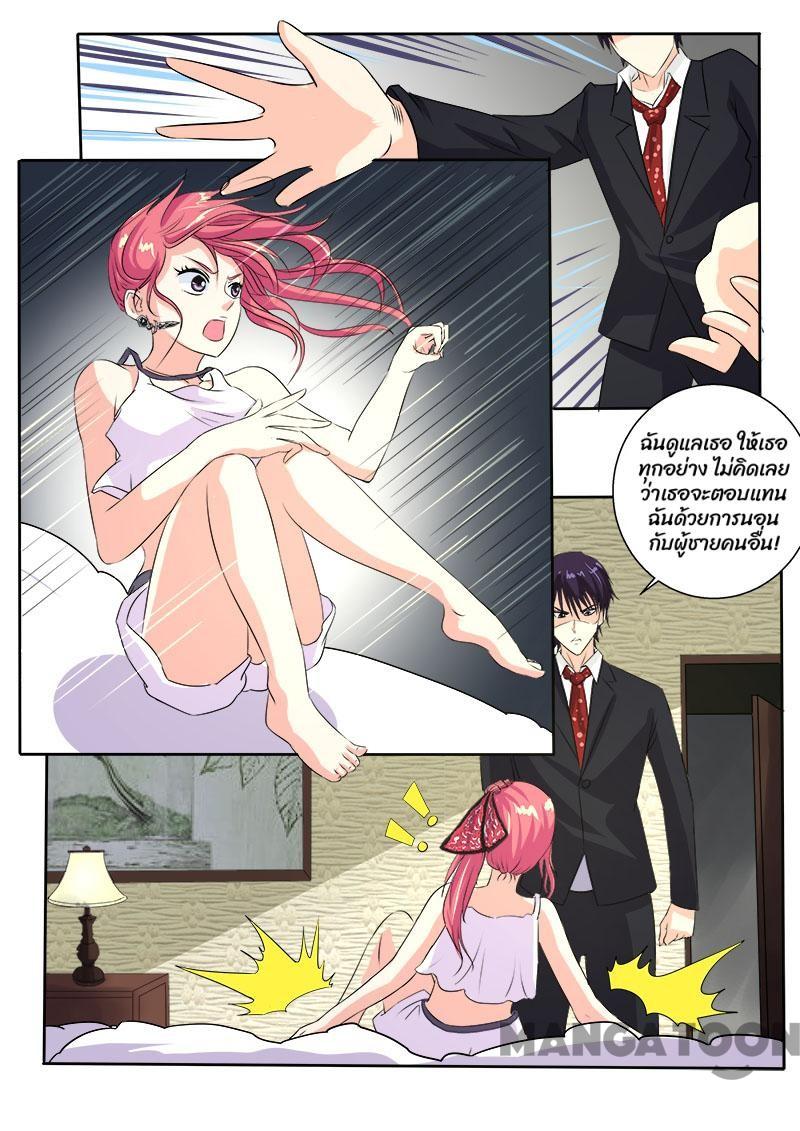 ฉันดูแลเธอ ให้เธอ
ทุกอย่าง ไม่คิดเลย
ว่าเธอจะตอบแทน
ฉันด้วยการนอน
กับผู้ชายคนอื่น!
MANGATOON